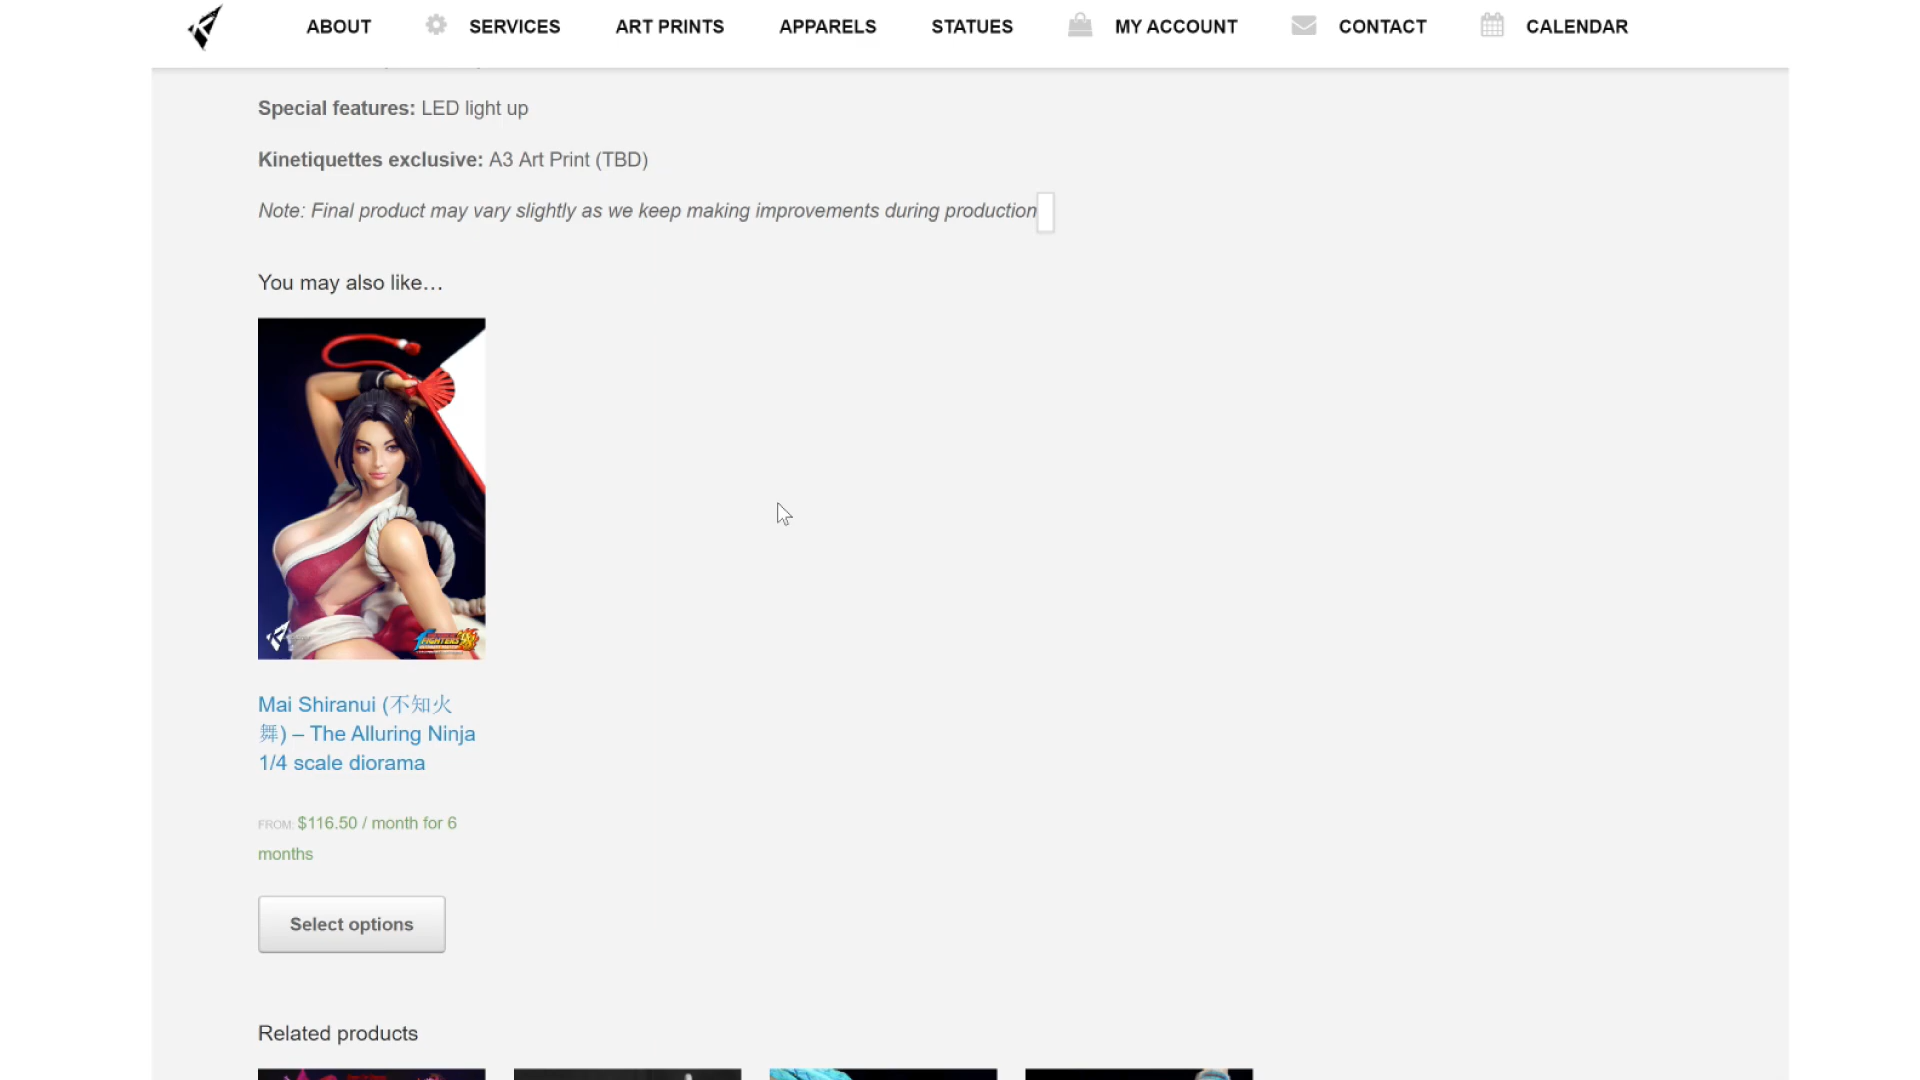 ABOUT SERVICES ART PRINTS APPARELS STATUES MY ACCOUNT CONTACT CALENDAR
Special features: LED light up
Kinetiquettes exclusive: A3 Art Print (TBD)
Note: Final product may vary slightly as we keep making improvements during production
You may also like…
FIGHTERS
Mai Shiranui (不知火
舞) – The Alluring Ninja
1/4 scale diorama
FROM: $116.50 / month for 6
months
Select options
Related products